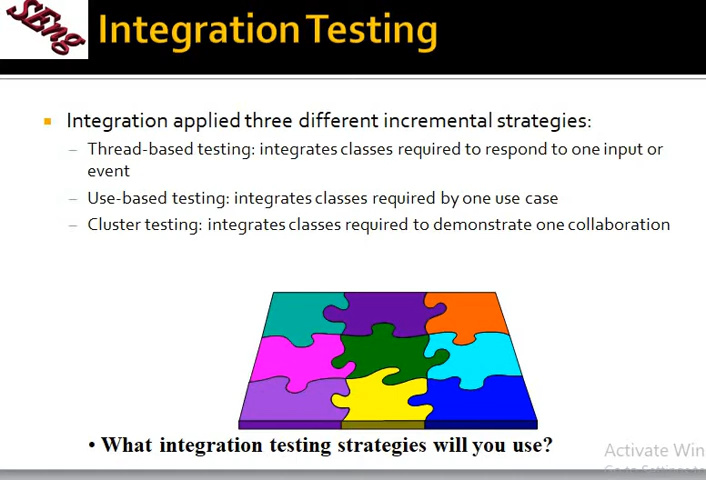 SEng
Integration Testing
Integration applied three different incremental strategies:
– Thread-based testing: integrates classes required to respond to one input or
event
– Use-based testing: integrates classes required by one use case
– Cluster testing: integrates classes required to demonstrate one collaboration
• What integration testing strategies will you use?
Activate Win